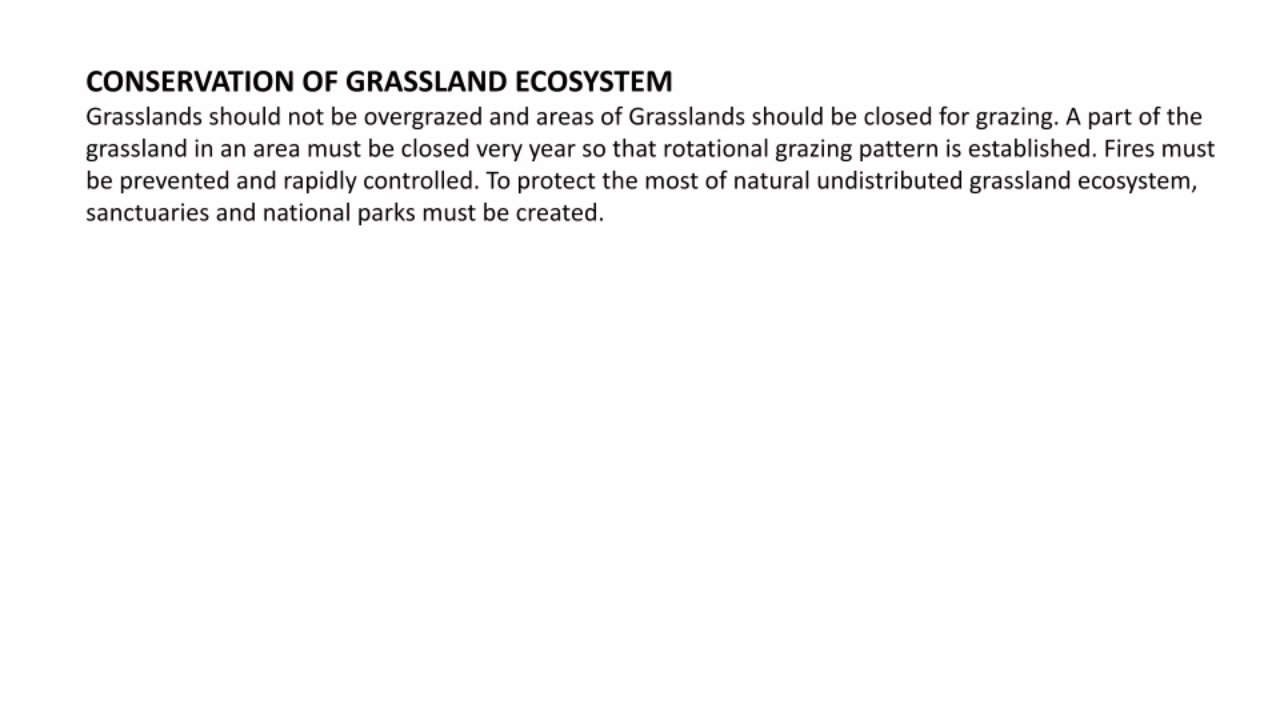 CONSERVATION OF GRASSLAND ECOSYSTEM
Grasslands should not be overgrazed and areas of Grasslands should be closed for grazing. A part of the
grassland in an area must be closed very year so that rotational grazing pattern is established. Fires must
be prevented and rapidly controlled. To protect the most of natural undistributed grassland ecosystem,
sanctuaries and national parks must be created.